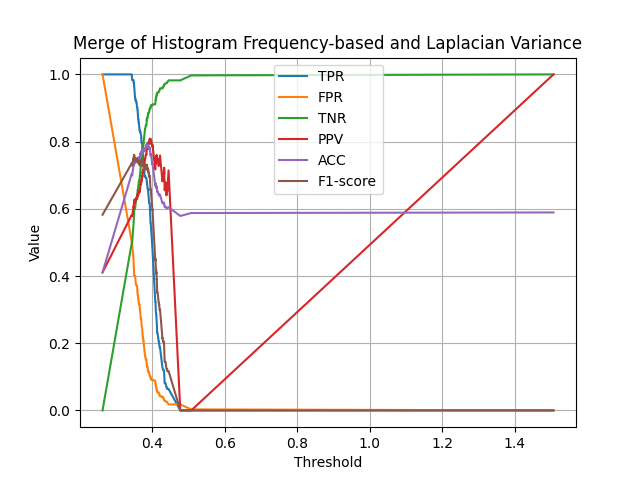 Merge of Histogram Frequency-based and Laplacian Variance
1.0
0.8
0.6
0.4
0.2
0.0
Value
TPR
FPR
TNR
PPV
ACC
F1-score
0.4 0.6 0.8 1.0 1.2 1.4
Threshold